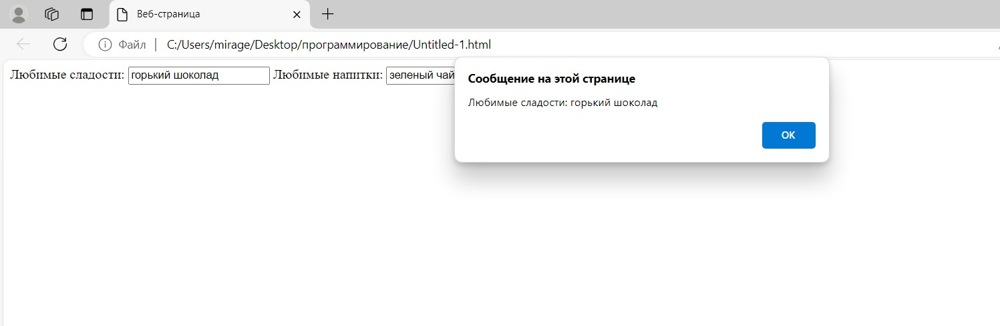 Веб-страница
Файл C:/Users/mirage/Desktop/программирование/Untitled-1.html
Любимые сладости: горький шоколад Любимые напитки: зеленый чай
Сообщение на этой странице
Любимые сладости: горький шоколад
ОК